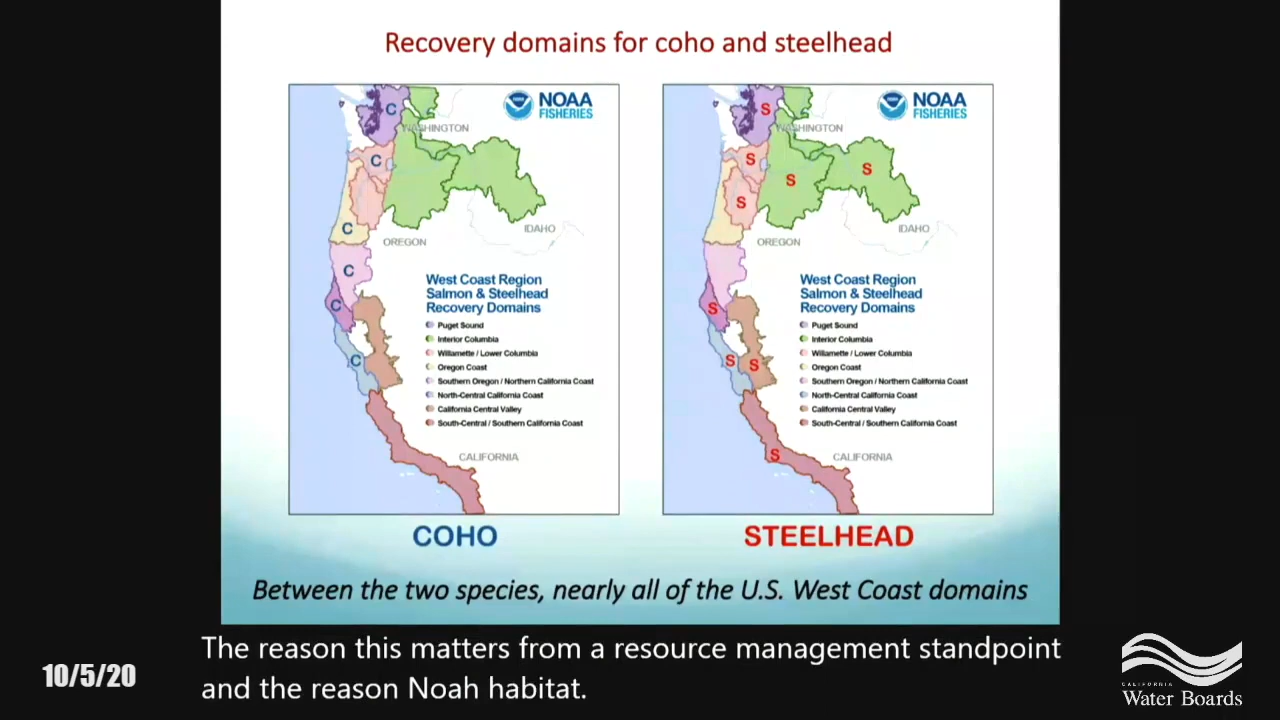 Recovery domains for coho and steelhead
NOAA
FISHERIES
C
WASHINGTON
C
C
IDAHO
OREGON
C
C
C
West Coast Region
Salmon & Steelhead
Recovery Domains
Puget Sound
Interior Columbia
Willamette / Lower Columbia
Oregon Coast
Southern Oregon / Northern California Coast
North-Central California Coast
California Central Valley
South-Central / Southern California Coast
CALIFORNIA
COHO
NOAA
FISHERIES
S
WASHINGTON
S
S
S
S
IDAHO
OREGON
S
S
S
S
West Coast Region
Salmon & Steelhead
Recovery Domains
Puget Sound
Interior Columbia
Willamette / Lower Columbia
Oregon Coast
Southern Oregon / Northern California Coast
North-Central California Coast
California Central Valley
South-Central / Southern California Coast
CALIFORNIA
STEELHEAD
Between the two species, nearly all of the U.S. West Coast domains
The reason this matters from a resource management standpoint
and the reason Noah habitat.
10/5/20
CALIFORNIA
Water Boards